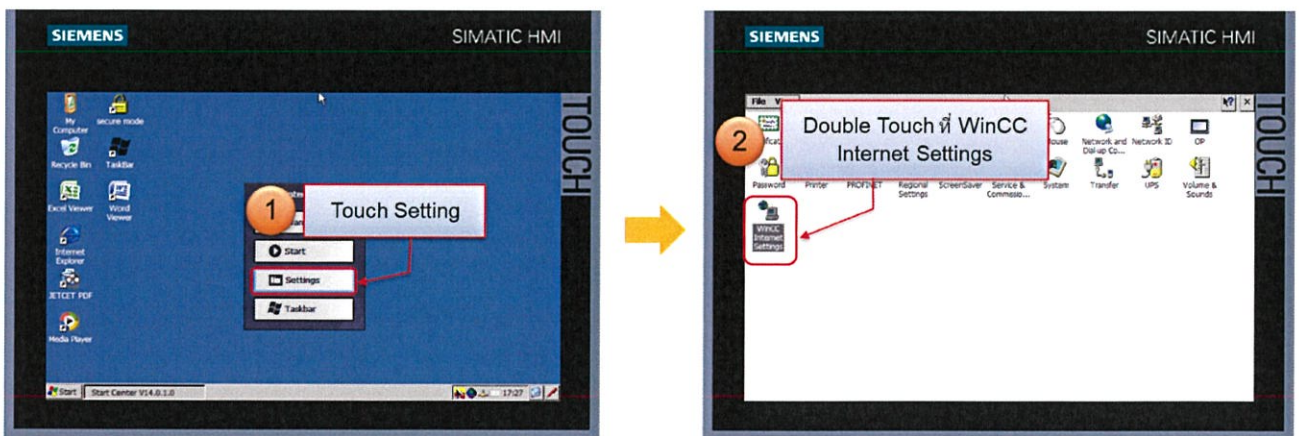 SIEMENS
SIMATIC HMI
TOUCH
My Computer
secure mode
Recycle Bin
TaskBar
Excel Viewer
Word Viewer
Internet Explorer
JETCET PDF
Media Player
1
Touch Setting
Start
Settings
Taskbar
Start
Start Center V14.0.1.0
17:27
SIEMENS
SIMATIC HMI
TOUCH
File
2
Double Touch ที่ WinCC
Internet Settings
Network and Dial-up Co...
Network ID
OP
Password
Printer
PROFINET
Regional Settings
ScreenSaver
Service & Commissio...
System
Transfer
UPS
Volume & Sounds
WinCC
Internet
Settings